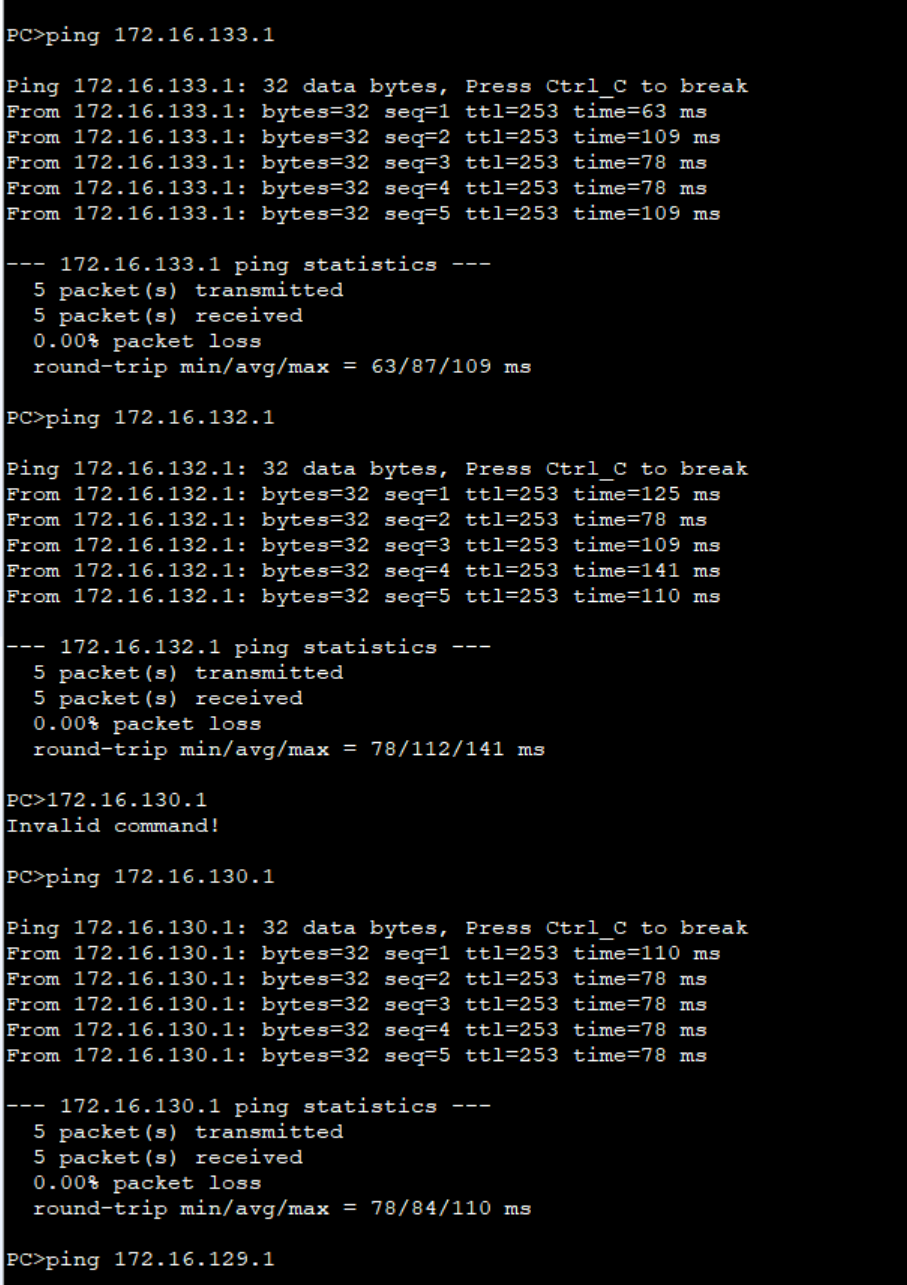 PC>ping 172.16.133.1
Ping 172.16.133.1: 32 data bytes, Press Ctrl_C to break
From 172.16.133.1: bytes=32 seq=1 ttl=253 time=63 ms
From 172.16.133.1: bytes=32 seq=2 ttl=253 time=109 ms
From 172.16.133.1: bytes=32 seq=3 ttl=253 time=78 ms
From 172.16.133.1: bytes=32 seq=4 ttl=253 time=78 ms
From 172.16.133.1: bytes=32 seq=5 ttl=253 time=109 ms
--- 172.16.133.1 ping statistics ---
5 packet(s) transmitted
5 packet(s) received
0.00% packet loss
round-trip min/avg/max = 63/87/109 ms
PC>ping 172.16.132.1
Ping 172.16.132.1: 32 data bytes, Press Ctrl_C to break
From 172.16.132.1: bytes=32 seq=1 ttl=253 time=125 ms
From 172.16.132.1: bytes=32 seq=2 ttl=253 time=78 ms
From 172.16.132.1: bytes=32 seq=3 ttl=253 time=109 ms
From 172.16.132.1: bytes=32 seq=4 ttl=253 time=141 ms
From 172.16.132.1: bytes=32 seq=5 ttl=253 time=110 ms
--- 172.16.132.1 ping statistics ---
5 packet(s) transmitted
5 packet(s) received
0.00% packet loss
round-trip min/avg/max = 78/112/141 ms
PC>172.16.130.1
Invalid command!
PC>ping 172.16.130.1
Ping 172.16.130.1: 32 data bytes, Press Ctrl_C to break
From 172.16.130.1: bytes=32 seq=1 ttl=253 time=110 ms
From 172.16.130.1: bytes=32 seq=2 ttl=253 time=78 ms
From 172.16.130.1: bytes=32 seq=3 ttl=253 time=78 ms
From 172.16.130.1: bytes=32 seq=4 ttl=253 time=78 ms
From 172.16.130.1: bytes=32 seq=5 ttl=253 time=78 ms
--- 172.16.130.1 ping statistics ---
5 packet(s) transmitted
5 packet(s) received
0.00% packet loss
round-trip min/avg/max = 78/84/110 ms
PC>ping 172.16.129.1